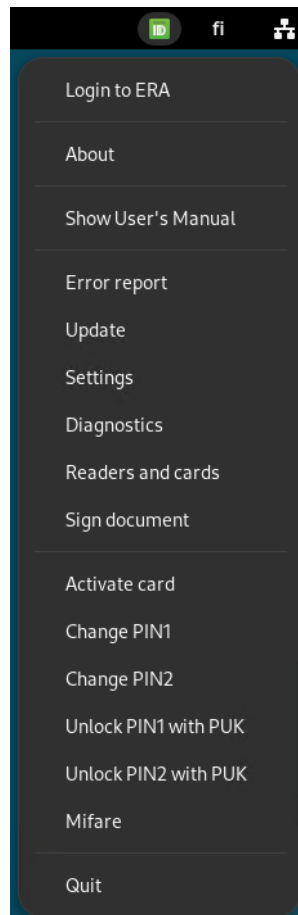 ID fi
Login to ERA
About
Show User's Manual
Error report
Update
Settings
Diagnostics
Readers and cards
Sign document
Activate card
Change PIN1
Change PIN2
Unlock PIN1 with PUK
Unlock PIN2 with PUK
Mifare
Quit